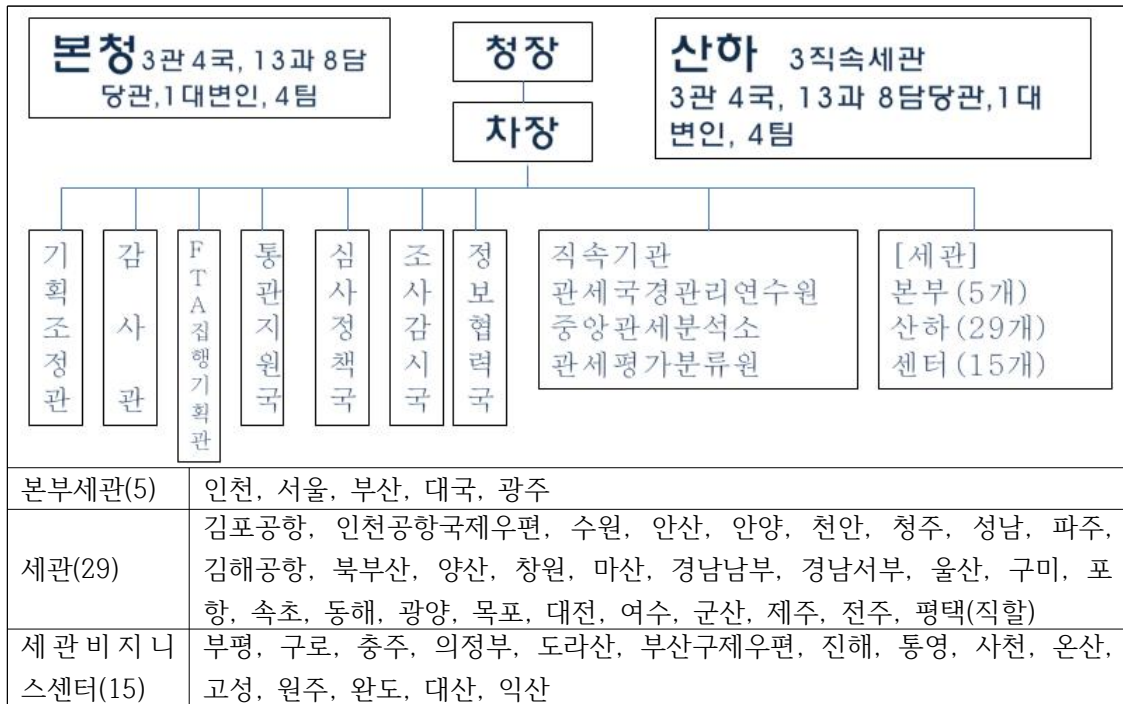 본청 3관 4국, 13과 8담
당관,1대변인, 4팀
청장
차장
산하 3직속세관
3관 4국, 13과 8담당관,1대
변인, 4팀
기획조정관
감사관
FTA집행기획관
통관지원국
심사정책국
조사감시국
정보협력국
직속기관
관세국경관리연수원
중앙관세분석소
관세평가분류원
[세관]
본부(5개)
산하(29개)
센터(15개)
본부세관(5)
인천, 서울, 부산, 대국, 광주
세관(29)
김포공항, 인천공항국제우편, 수원, 안산, 안양, 천안, 청주, 성남, 파주,
김해공항, 북부산, 양산, 창원, 마산, 경남남부, 경남서부, 울산, 구미, 포
항, 속초, 동해, 광양, 목포, 대전, 여수, 군산, 제주, 전주, 평택(직할)
세관비지니
스센터(15)
부평, 구로, 충주, 의정부, 도라산, 부산구제우편, 진해, 통영, 사천, 온산,
고성, 원주, 완도, 대산, 익산